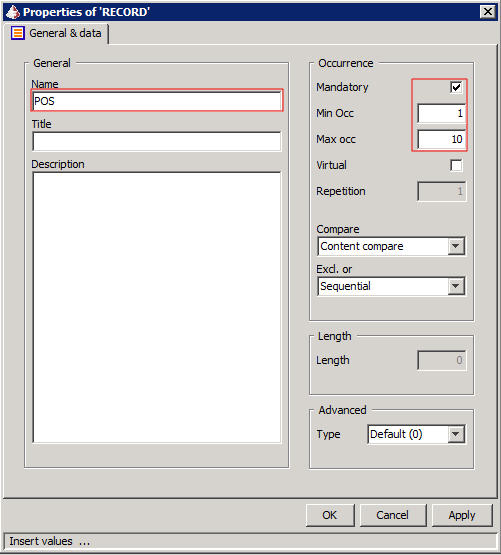 Properties of 'RECORD'
General & data
General
Name
POS
Title
Description
Occurrence
Mandatory
Min Occ 1
Max occ 10
Virtual
Repetition 1
Compare
Content compare
Excl. or
Sequential
Length
Length 0
Advanced
Type Default (0)
OK Cancel Apply
Insert values ...